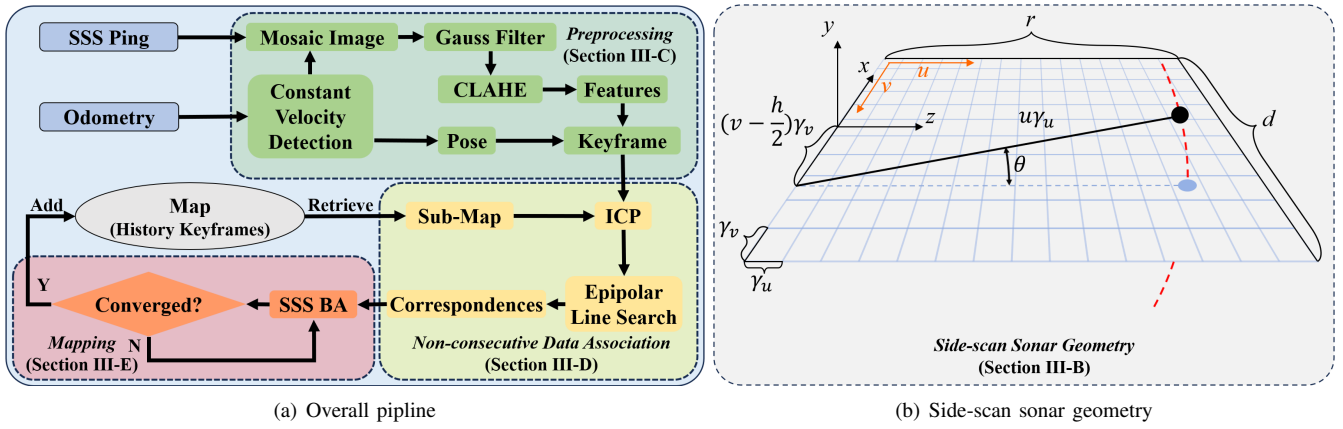 SSS Ping
Mosaic Image
Gauss Filter
Preprocessing
(Section III-C)
CLAHE
Features
Odometry
Constant
Velocity
Detection
Pose
Keyframe
Add
Map
(History Keyframes)
Retrieve
Sub-Map
ICP
Y
Converged?
SSS BA
Correspondences
Epipolar
Line Search
N
Mapping
(Section III-E)
Non-consecutive Data Association
(Section III-D)
(a) Overall pipline
r
y
x
u
v
z
(v − h/2)γ_v
uγ_u
θ
d
γ_v
γ_u
Side-scan Sonar Geometry
(Section III-B)
(b) Side-scan sonar geometry